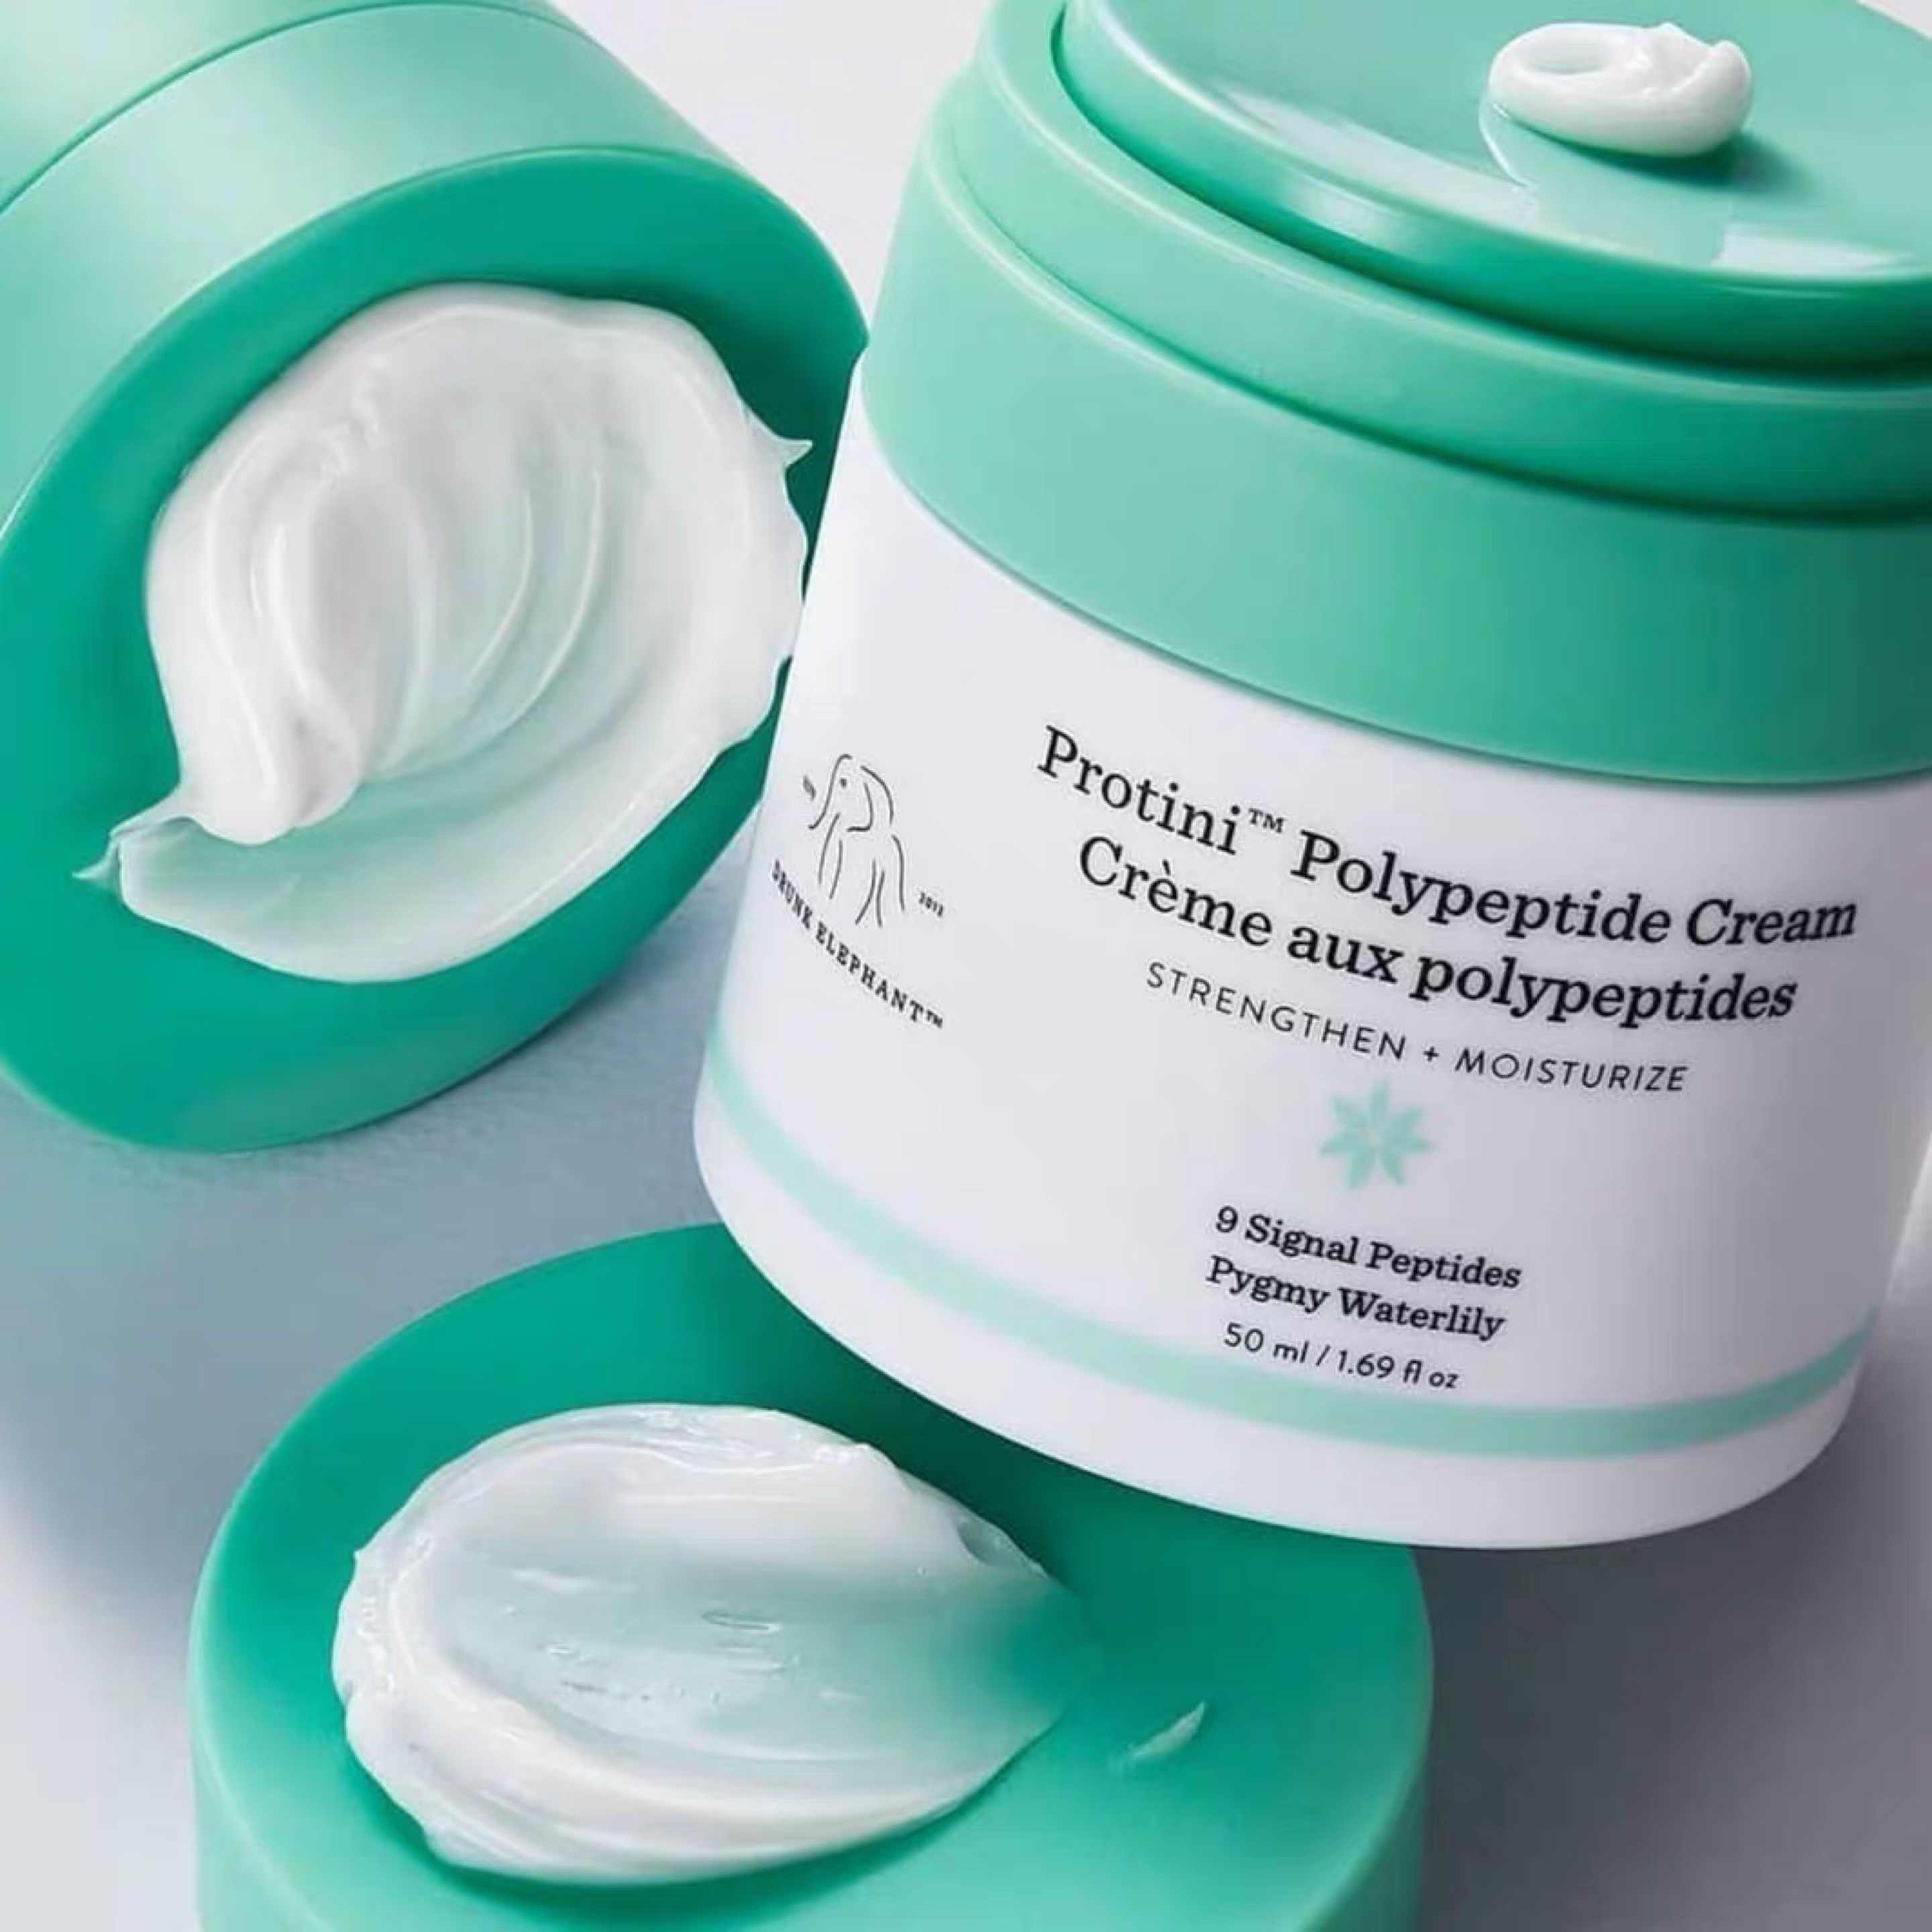 Protini™ Polypeptide Cream
Crème aux polypeptides
STRENGTHEN + MOISTURIZE
2012
DRUNK ELEPHANT™
9 Signal Peptides
Pygmy Waterlily
50 ml / 1.69 fl oz